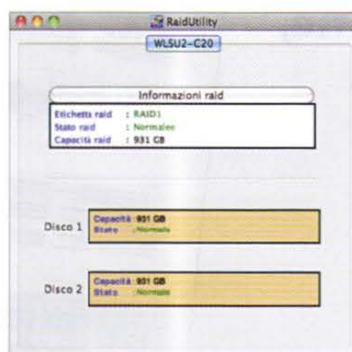 RaidUtility
WLSU2-C20
Informazioni raid
Etichetta raid : RAID1
Stato raid : Normalee
Capacità raid : 931 GB
Disco 1
Capacità : 931 GB
Stato : Normale
Disco 2
Capacità : 931 GB
Stato : Normale